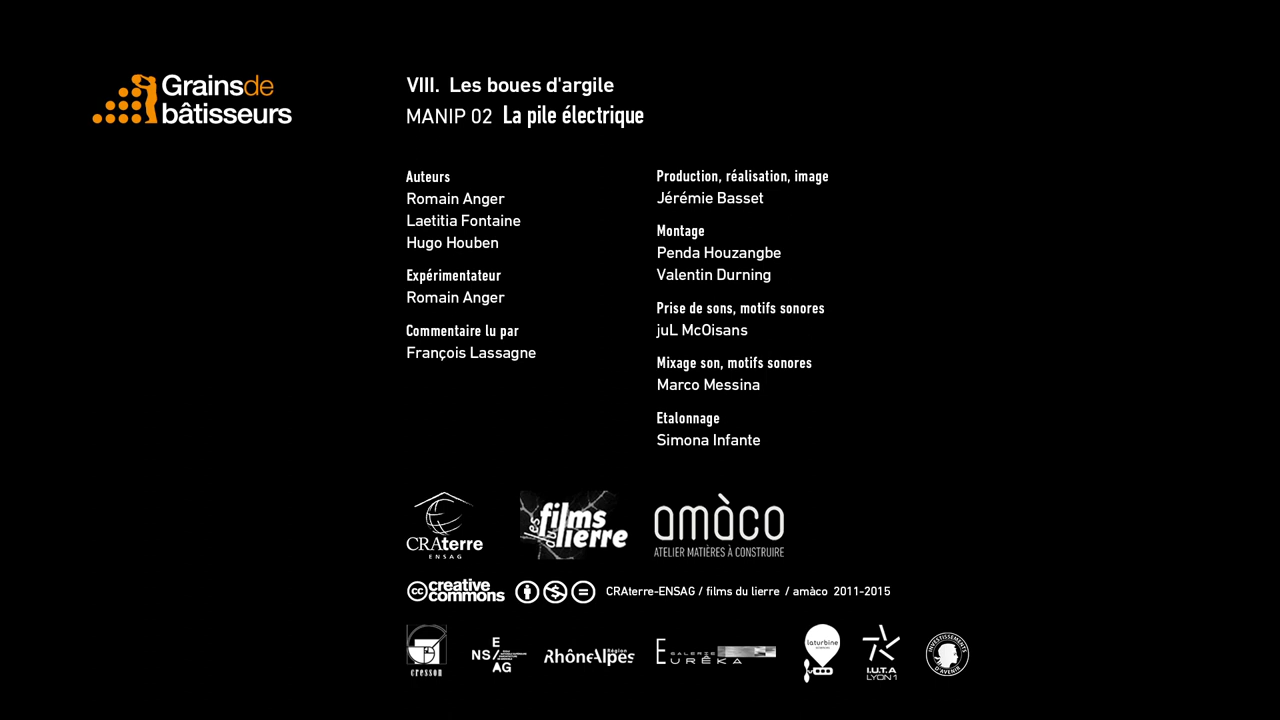 Grainsde
bâtisseurs
VIII. Les boues d'argile
MANIP 02 La pile électrique
Auteurs
Romain Anger
Laetitia Fontaine
Hugo Houben
Expérimentateur
Romain Anger
Commentaire lu par
François Lassagne
Production, réalisation, image
Jérémie Basset
Montage
Penda Houzangbe
Valentin Durning
Prise de sons, motifs sonores
juL McOisans
Mixage son, motifs sonores
Marco Messina
Etalonnage
Simona Infante
CRAterre
ENSAG
les films
du lierre
amàco
ATELIER MATIÈRES À CONSTRUIRE
cc creative
commons
CRAterre-ENSAG / films du lierre / amàco 2011-2015
cresson
E
NS/
AG
Région
RhôneAlpes
GALERIE
EURÊKA
laturbine
I.U.T.A
LYON 1
INVESTISSEMENTS
D'AVENIR